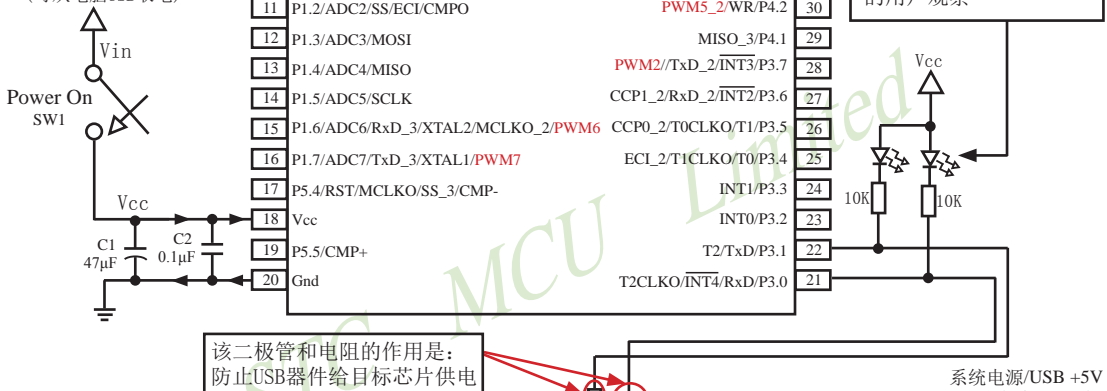 11 P1.2/ADC2/SS/ECI/CMPO
PWM5_2/WR/P4.2 30
12 P1.3/ADC3/MOSI
MISO_3/P4.1 29
Vin
13 P1.4/ADC4/MISO
PWM2//TxD_2/INT3/P3.7 28
Vcc
Power On
SW1
14 P1.5/ADC5/SCLK
CCP1_2/RxD_2/INT2/P3.6 27
15 P1.6/ADC6/RxD_3/XTAL2/MCLKO_2/PWM6
CCP0_2/T0CLKO/T1/P3.5 26
16 P1.7/ADC7/TxD_3/XTAL1/PWM7
ECI_2/T1CLKO/T0/P3.4 25
17 P5.4/RST/MCLKO/SS_3/CMP-
INT1/P3.3 24
10K
10K
Vcc
18 Vcc
INT0/P3.2 23
C1
47μF
C2
0.1μF
19 P5.5/CMP+
T2/TxD/P3.1 22
20 Gnd
T2CLKO/INT4/RxD/P3.0 21
STC MCU Limited
该二极管和电阻的作用是：
防止USB器件给目标芯片供电
系统电源/USB +5V